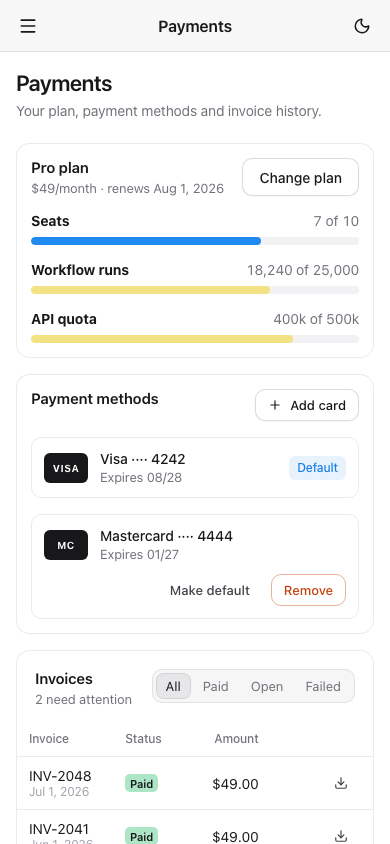 Payments
Payments
Your plan, payment methods and invoice history.
Pro plan
$49/month · renews Aug 1, 2026
Change plan
Seats
7 of 10
Workflow runs
18,240 of 25,000
API quota
400k of 500k
Payment methods
Add card
VISA
Visa ···· 4242
Expires 08/28
Default
MC
Mastercard ···· 4444
Expires 01/27
Make default
Remove
Invoices
2 need attention
All
Paid
Open
Failed
Invoice
Status
Amount
INV-2048
Jul 1, 2026
Paid
$49.00
INV-2041
Jun 1, 2026
Paid
$49.00